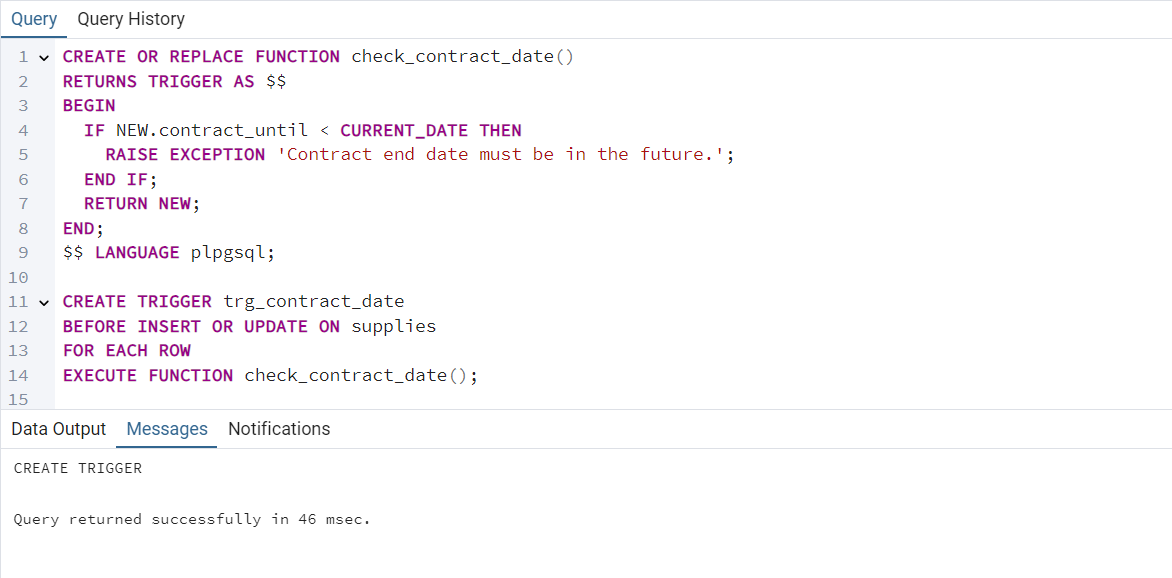 Query Query History
1 CREATE OR REPLACE FUNCTION check_contract_date()
2 RETURNS TRIGGER AS $$
3 BEGIN
4 IF NEW.contract_until < CURRENT_DATE THEN
5 RAISE EXCEPTION 'Contract end date must be in the future.';
6 END IF;
7 RETURN NEW;
8 END;
9 $$ LANGUAGE plpgsql;
10
11 CREATE TRIGGER trg_contract_date
12 BEFORE INSERT OR UPDATE ON supplies
13 FOR EACH ROW
14 EXECUTE FUNCTION check_contract_date();
15
Data Output Messages Notifications
CREATE TRIGGER
Query returned successfully in 46 msec.